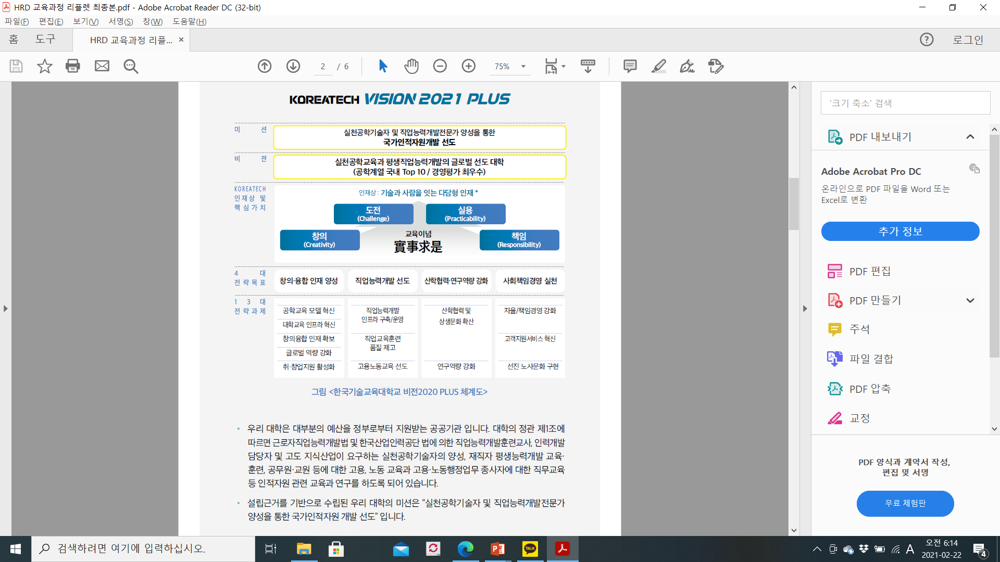 HRD 교육과정 리플렛 최종본.pdf - Adobe Acrobat Reader DC (32-bit)
파일(F) 편집(E) 보기(V) 서명(S) 창(W) 도움말(H)
홈 도구 HRD 교육과정 리플... × 로그인
2 / 6 75%
KOREATECH VISION 2021 PLUS
미 션
실천공학기술자 및 직업능력개발전문가 양성을 통한
국가인적자원개발 선도
비 젼
실천공학교육과 평생직업능력개발의 글로벌 선도 대학
(공학계열 국내 Top 10 / 경영평가 최우수)
KOREATECH
인재상 및
핵심가치
인재상 : 기술과 사람을 잇는 다담형 인재 *
도전
(Challenge)
실용
(Practicability)
창의
(Creativity)
교육이념
實事求是
책임
(Responsibility)
4 대
전략목표
창의·융합 인재 양성
직업능력개발 선도
산학협력·연구역량 강화
사회책임경영 실천
1 3 대
전략과제
공학교육 모델 혁신
대학교육 인프라 혁신
창의융합 인재 확보
글로벌 역량 강화
취·창업지원 활성화
직업능력개발
인프라 구축/운영
직업교육훈련
품질 제고
고용노동교육 선도
산학협력 및
상생문화 확산
연구역량 강화
자율/책임경영 강화
고객지원서비스 혁신
선진 노사문화 구현
그림 <한국기술교육대학교 비전2020 PLUS 체계도>
• 우리 대학은 대부분의 예산을 정부로부터 지원받는 공공기관 입니다. 대학의 정관 제1조에
따르면 근로자직업능력개발법 및 한국산업인력공단 법에 의한 직업능력개발훈련교사, 인력개발
담당자 및 고도 지식산업이 요구하는 실천공학기술자의 양성, 재직자 평생능력개발 교육·
훈련, 공무원·교원 등에 대한 고용, 노동 교육과 고용·노동행정업무 종사자에 대한 직무교육
등 인적자원 관련 교육과 연구를 하도록 되어 있습니다.
• 설립근거를 기반으로 수립된 우리 대학의 미션은 “실천공학기술자 및 직업능력개발전문가
양성을 통한 국가인적자원 개발 선도” 입니다.
'크기 축소' 검색
PDF 내보내기
Adobe Acrobat Pro DC
온라인으로 PDF 파일을 Word 또는
Excel로 변환
추가 정보
PDF 편집
PDF 만들기
주석
파일 결합
PDF 압축
교정
PDF 양식과 계약서 작성,
편집 및 서명
무료 체험판
검색하려면 여기에 입력하십시오.
TALK
A
오전 6:14
2021-02-22
4